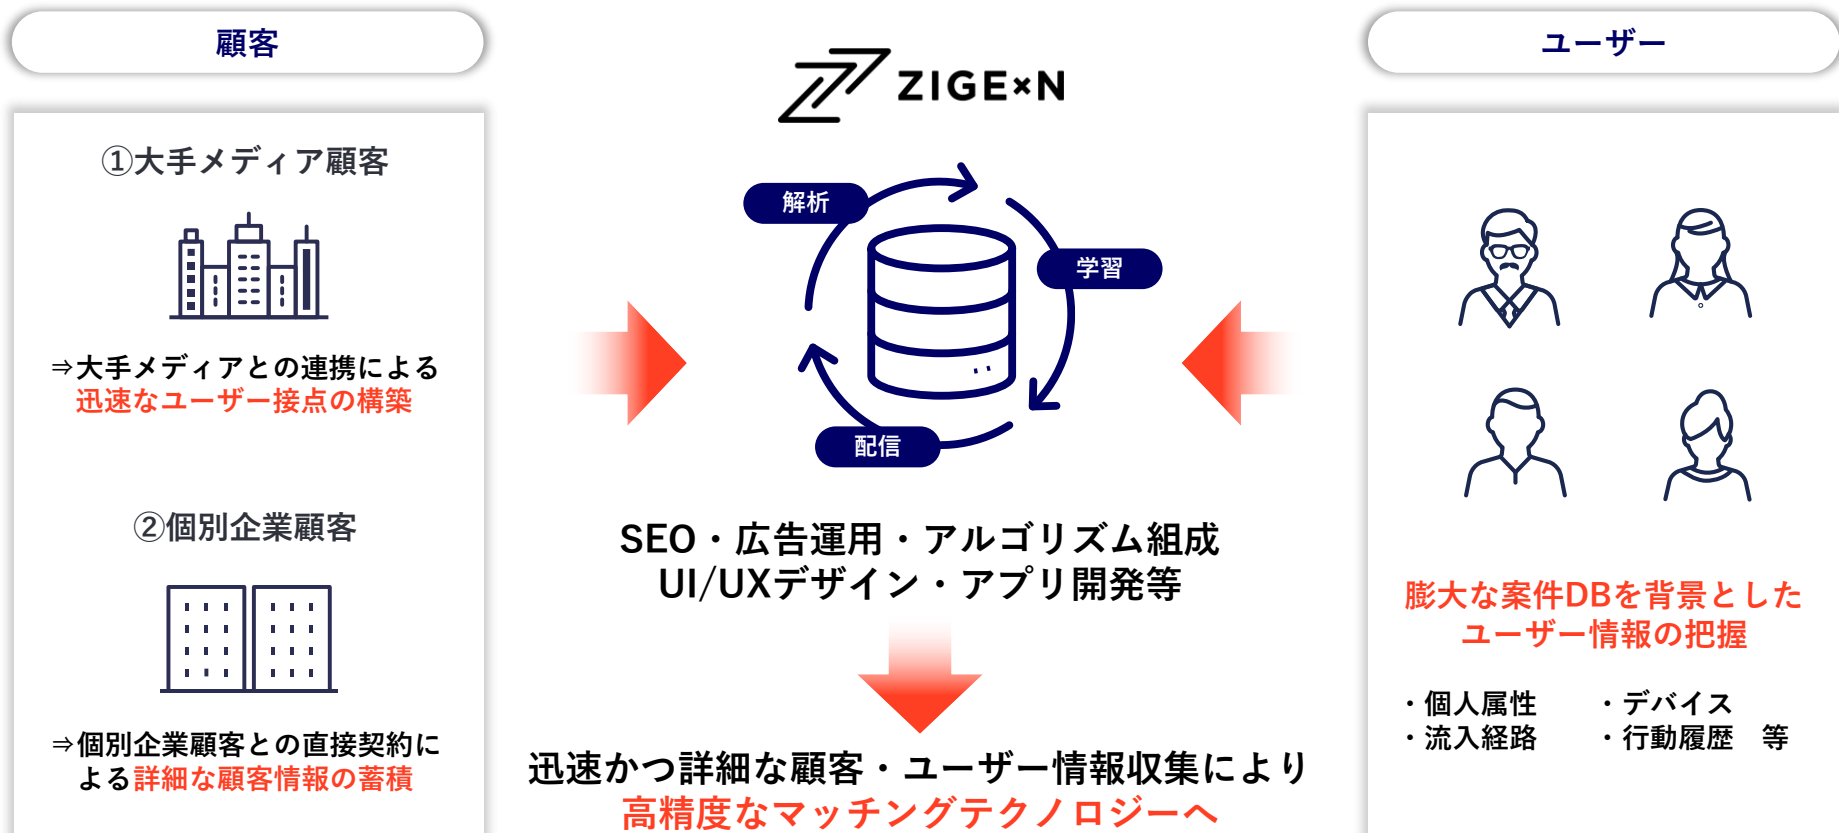 顧客
①大手メディア顧客
⇒大手メディアとの連携による
迅速なユーザー接点の構築
②個別企業顧客
⇒個別企業顧客との直接契約に
よる詳細な顧客情報の蓄積
ZIGE×N
解析
学習
配信
SEO・広告運用・アルゴリズム組成
UI/UXデザイン・アプリ開発等
迅速かつ詳細な顧客・ユーザー情報収集により
高精度なマッチングテクノロジーへ
ユーザー
膨大な案件DBを背景とした
ユーザー情報の把握
・個人属性 ・デバイス
・流入経路 ・行動履歴 等